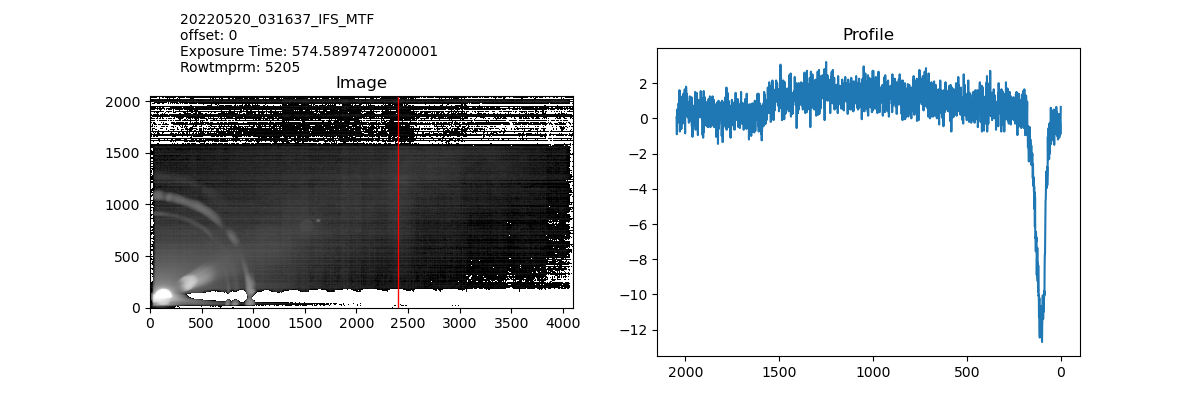 20220520_031637_IFS_MTF
offset: 0
Exposure Time: 574.5897472000001
Rowtmprm: 5205
Image
2000
1500
1000
500
0
0 500 1000 1500 2000 2500 3000 3500 4000
Profile
2
0
−2
−4
−6
−8
−10
−12
2000 1500 1000 500 0